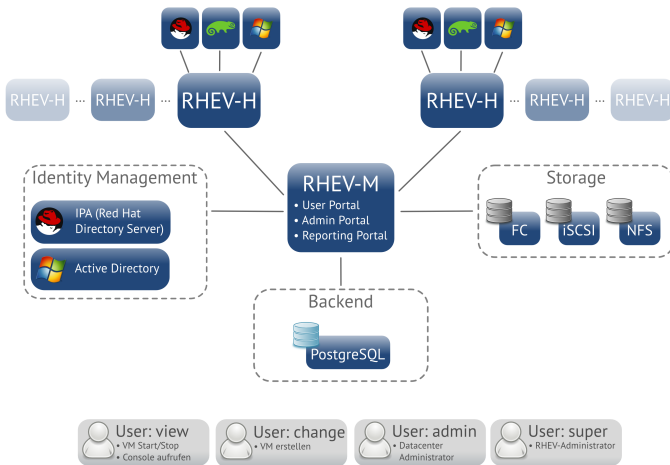 RHEV-H ... RHEV-H ... RHEV-H
RHEV-H ... RHEV-H ... RHEV-H
Identity Management
IPA (Red Hat
Directory Server)
Active Directory
RHEV-M
• User Portal
• Admin Portal
• Reporting Portal
Storage
FC
iSCSI
NFS
Backend
PostgreSQL
User: view
• VM Start/Stop
• Console aufrufen
User: change
• VM erstellen
User: admin
• Datacenter
Administrator
User: super
• RHEV-Administrator